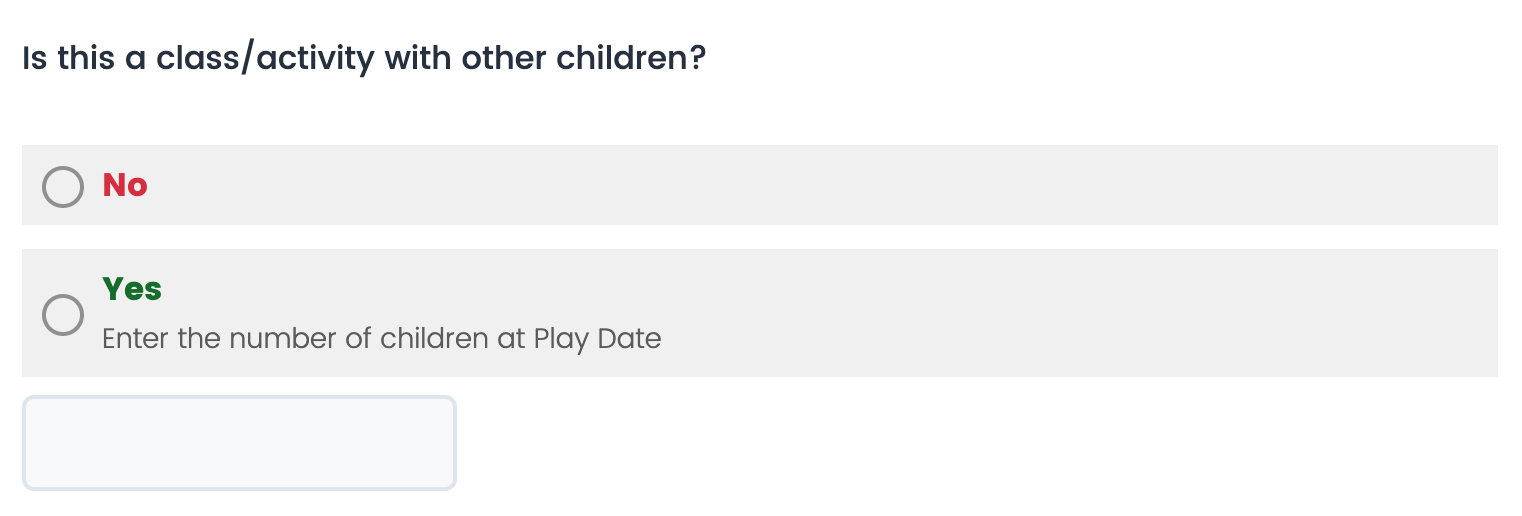 Is this a class/activity with other children?
No
Yes
Enter the number of children at Play Date